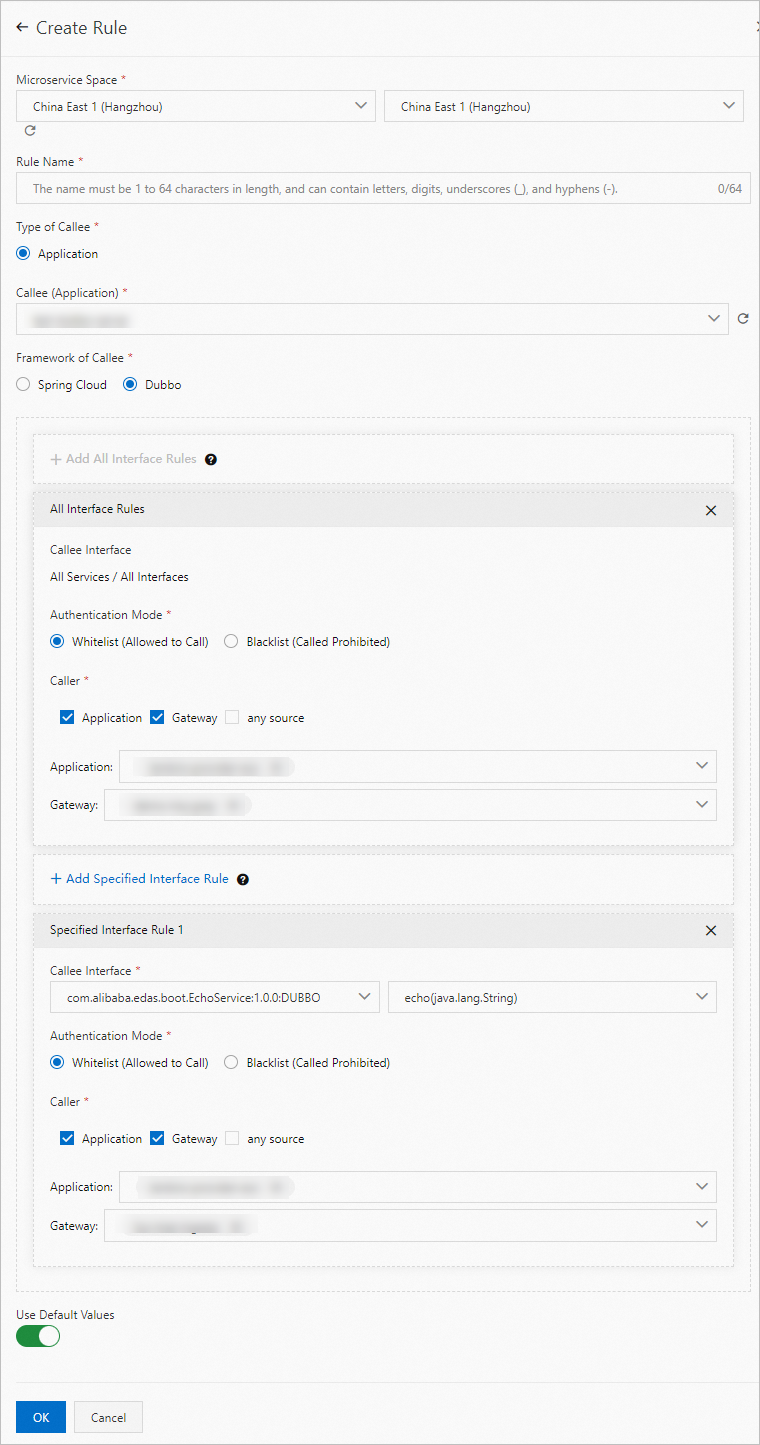 Create Rule
Microservice Space *
China East 1 (Hangzhou) China East 1 (Hangzhou)
Rule Name *
The name must be 1 to 64 characters in length, and can contain letters, digits, underscores (_), and hyphens (-). 0/64
Type of Callee *
Application
Callee (Application) *
Framework of Callee *
Spring Cloud Dubbo
+ Add All Interface Rules ?
All Interface Rules
Callee Interface
All Services / All Interfaces
Authentication Mode *
Whitelist (Allowed to Call) Blacklist (Called Prohibited)
Caller *
Application Gateway any source
Application:
Gateway:
+ Add Specified Interface Rule ?
Specified Interface Rule 1
Callee Interface *
com.alibaba.edas.boot.EchoService:1.0.0:DUBBO echo(java.lang.String)
Authentication Mode *
Whitelist (Allowed to Call) Blacklist (Called Prohibited)
Caller *
Application Gateway any source
Application:
Gateway:
Use Default Values
OK Cancel